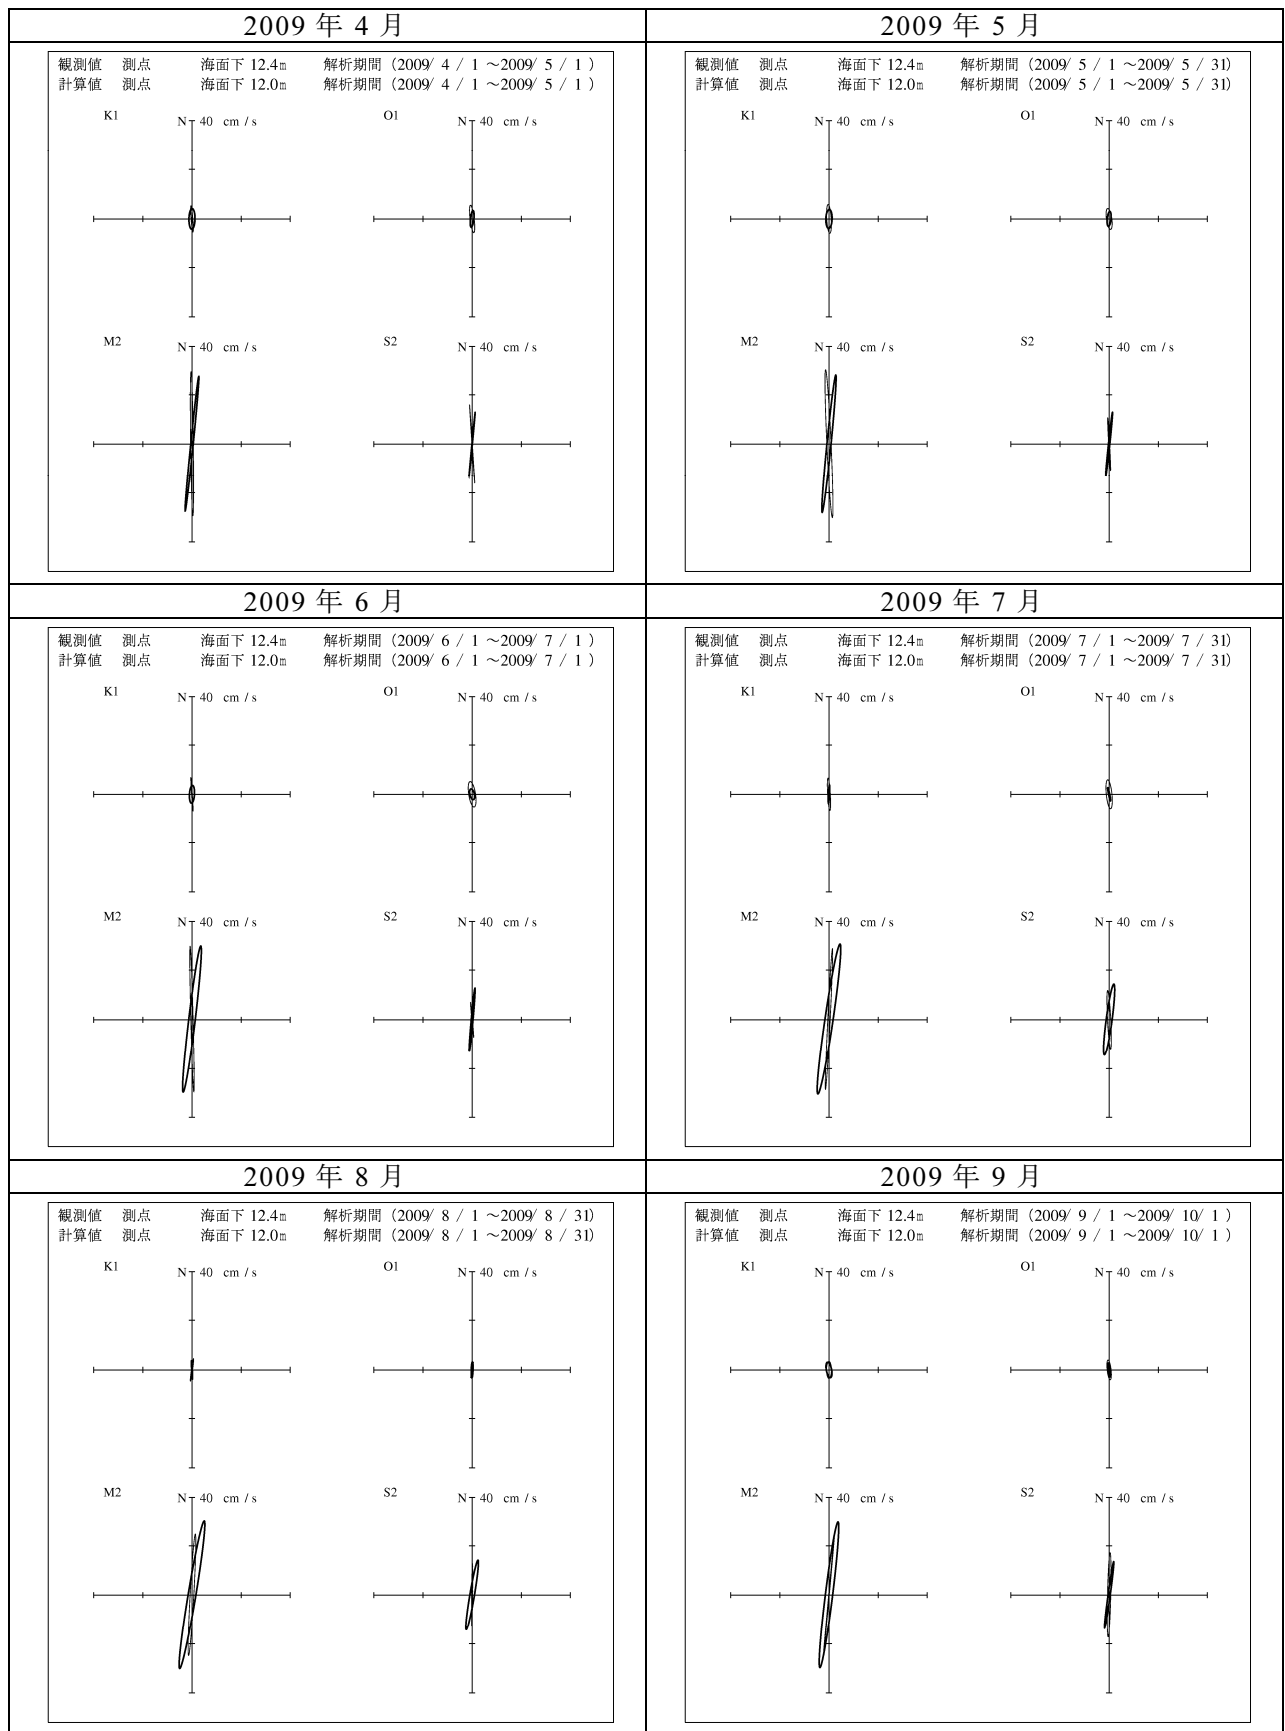 2009 年 4 月
観測値 測点 海面下 12.4m 解析期間 (2009/ 4 / 1 ～2009/ 5 / 1 )
計算値 測点 海面下 12.0m 解析期間 (2009/ 4 / 1 ～2009/ 5 / 1 )
K1 N 40 cm / s
O1 N 40 cm / s
M2 N 40 cm / s
S2 N 40 cm / s
2009 年 5 月
観測値 測点 海面下 12.4m 解析期間 (2009/ 5 / 1 ～2009/ 5 / 31)
計算値 測点 海面下 12.0m 解析期間 (2009/ 5 / 1 ～2009/ 5 / 31)
K1 N 40 cm / s
O1 N 40 cm / s
M2 N 40 cm / s
S2 N 40 cm / s
2009 年 6 月
観測値 測点 海面下 12.4m 解析期間 (2009/ 6 / 1 ～2009/ 7 / 1 )
計算値 測点 海面下 12.0m 解析期間 (2009/ 6 / 1 ～2009/ 7 / 1 )
K1 N 40 cm / s
O1 N 40 cm / s
M2 N 40 cm / s
S2 N 40 cm / s
2009 年 7 月
観測値 測点 海面下 12.4m 解析期間 (2009/ 7 / 1 ～2009/ 7 / 31)
計算値 測点 海面下 12.0m 解析期間 (2009/ 7 / 1 ～2009/ 7 / 31)
K1 N 40 cm / s
O1 N 40 cm / s
M2 N 40 cm / s
S2 N 40 cm / s
2009 年 8 月
観測値 測点 海面下 12.4m 解析期間 (2009/ 8 / 1 ～2009/ 8 / 31)
計算値 測点 海面下 12.0m 解析期間 (2009/ 8 / 1 ～2009/ 8 / 31)
K1 N 40 cm / s
O1 N 40 cm / s
M2 N 40 cm / s
S2 N 40 cm / s
2009 年 9 月
観測値 測点 海面下 12.4m 解析期間 (2009/ 9 / 1 ～2009/ 10/ 1 )
計算値 測点 海面下 12.0m 解析期間 (2009/ 9 / 1 ～2009/ 10/ 1 )
K1 N 40 cm / s
O1 N 40 cm / s
M2 N 40 cm / s
S2 N 40 cm / s